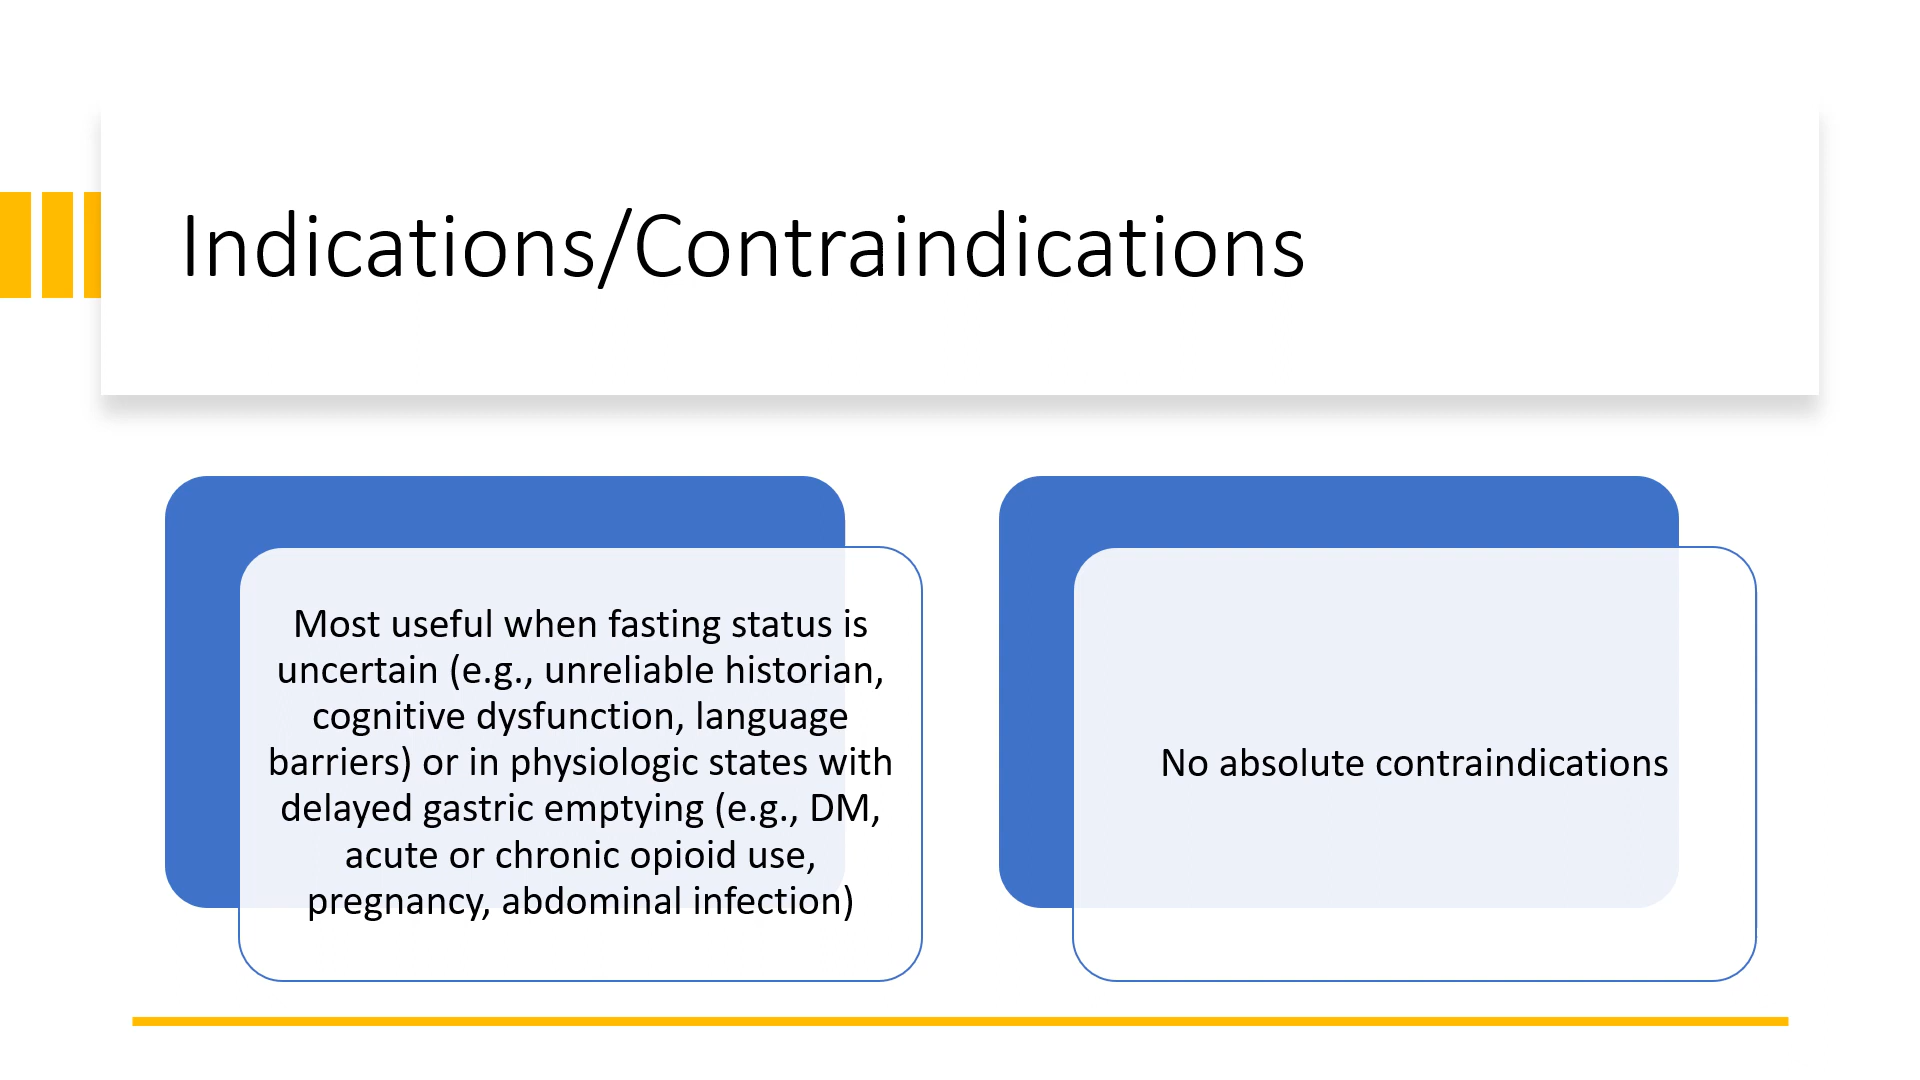 Indications/Contraindications
Most useful when fasting status is
uncertain (e.g., unreliable historian,
cognitive dysfunction, language
barriers) or in physiologic states with
delayed gastric emptying (e.g., DM,
acute or chronic opioid use,
pregnancy, abdominal infection)
No absolute contraindications